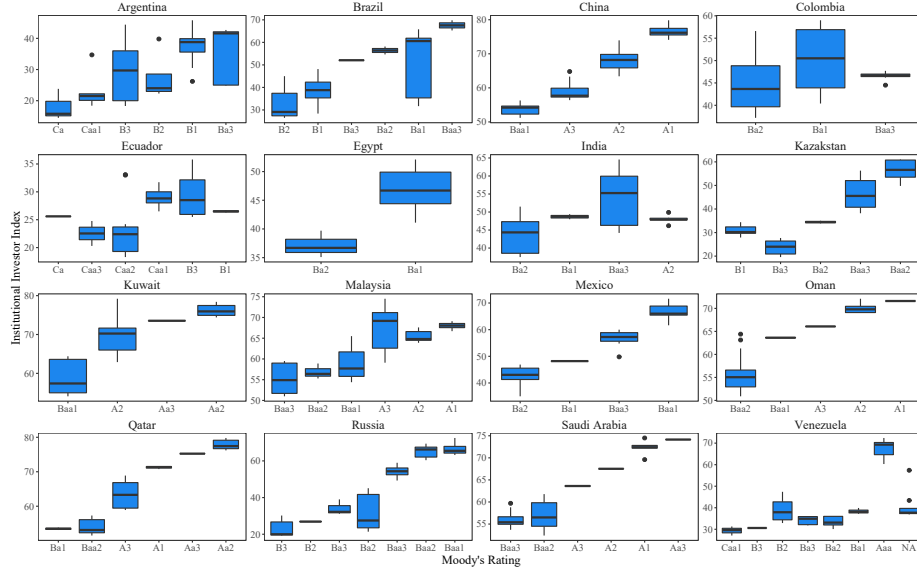 Argentina
Brazil
China
Colombia
40
30
20
Ca Caa1 B3 B2 B1 Ba3
70
60
50
40
30
B2 B1 Ba3 Ba2 Ba1 Baa3
80
70
60
50
Baa1 A3 A2 A1
55
50
45
40
Ba2 Ba1 Baa3
Ecuador
Egypt
India
Kazakstan
35
30
25
20
Ca Caa3 Caa2 Caa1 B3 B1
50
45
40
35
Ba2 Ba1
65
60
55
50
45
40
Ba2 Ba1 Baa3 A2
60
50
40
30
20
B1 Ba3 Ba2 Baa3 Baa2
Kuwait
Malaysia
Mexico
Oman
80
70
60
Baa1 A2 Aa3 Aa2
75
70
65
60
55
50
Baa3 Baa2 Baa1 A3 A2 A1
70
60
50
40
Ba2 Ba1 Baa3 Baa1
70
65
60
55
50
Baa2 Baa1 A3 A2 A1
Qatar
Russia
Saudi Arabia
Venezuela
80
70
60
Ba1 Baa2 A3 A1 Aa3 Aa2
60
40
20
B3 B2 Ba3 Ba2 Baa3 Baa2 Baa1
75
70
65
60
55
Baa3 Baa2 A3 A2 A1 Aa3
70
60
50
40
30
Caa1 B3 B2 Ba3 Ba2 Ba1 Aaa NA
Institutional Investor Index
Moody's Rating